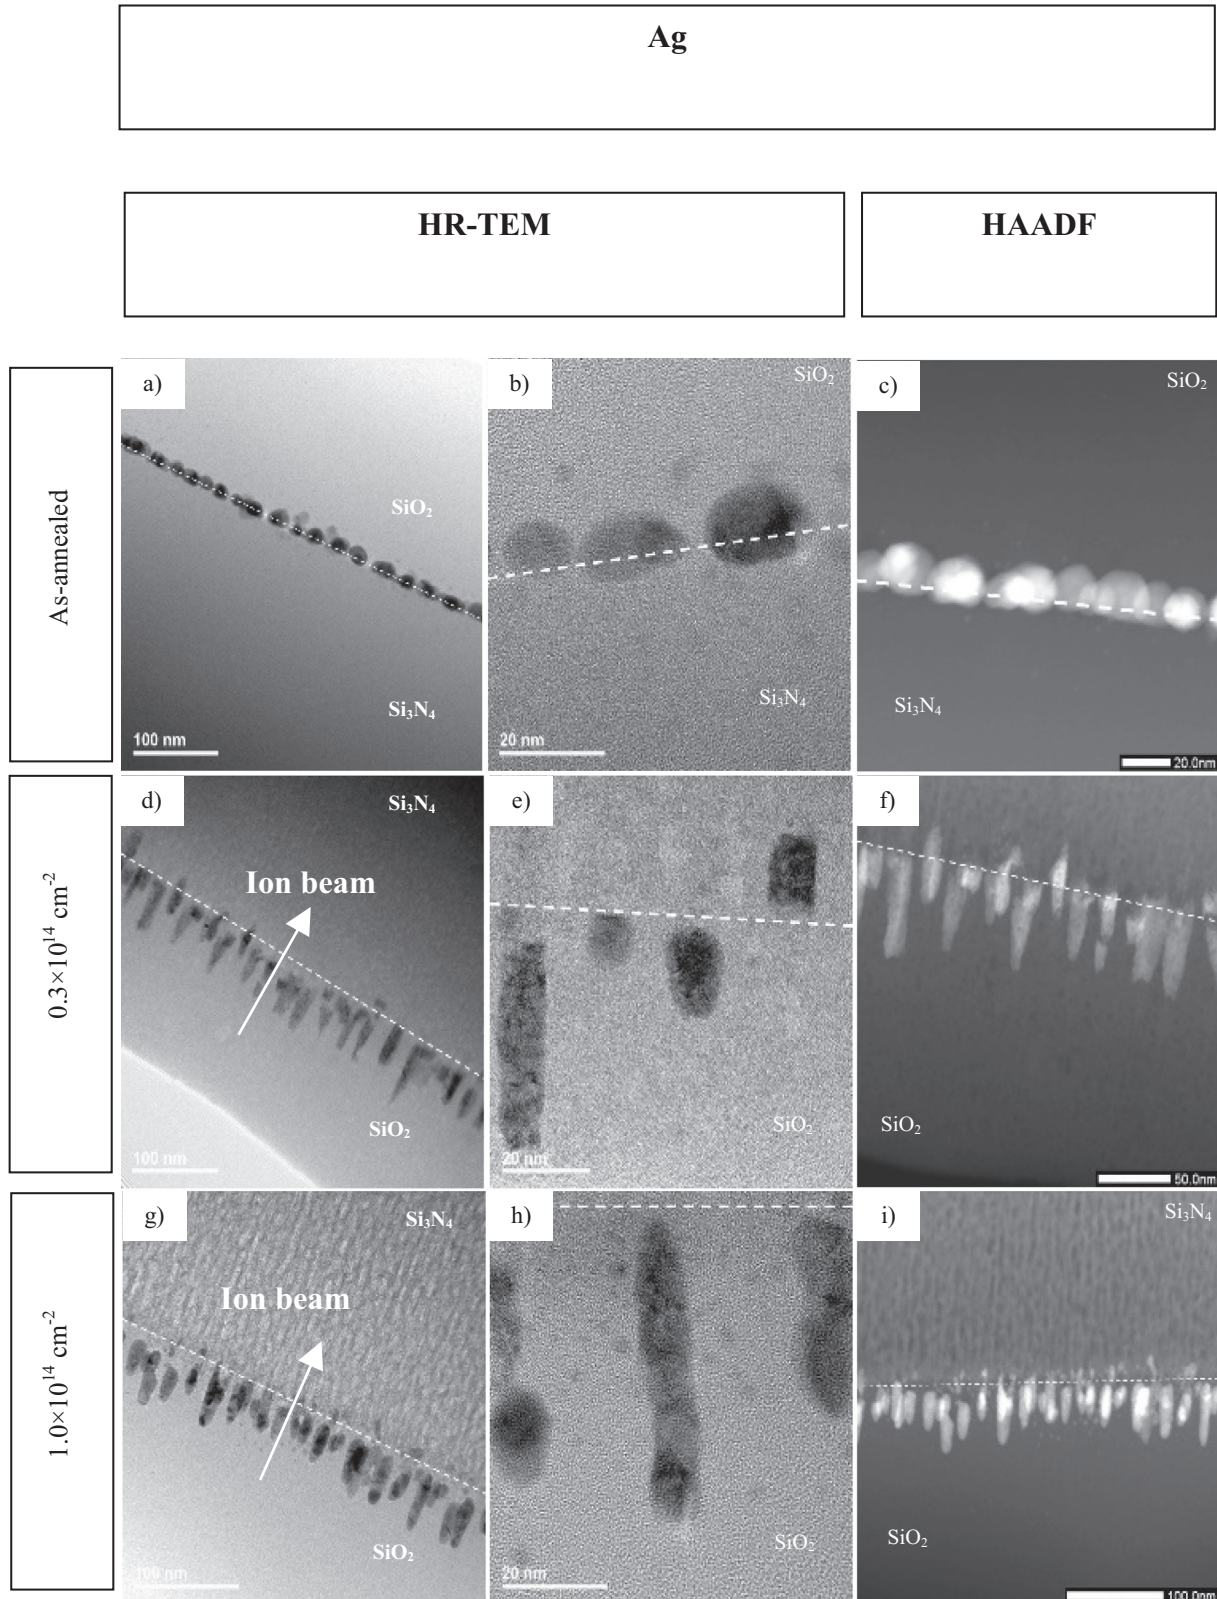 Ag
HR-TEM
HAADF
As-annealed
a)
SiO₂
Si₃N₄
100 nm
b)
SiO₂
Si₃N₄
20 nm
c)
SiO₂
Si₃N₄
20.0nm
0.3×10¹⁴ cm⁻²
d)
Si₃N₄
Ion beam
SiO₂
100 nm
e)
SiO₂
20 nm
f)
SiO₂
50.0nm
1.0×10¹⁴ cm⁻²
g)
Si₃N₄
Ion beam
SiO₂
100 nm
h)
SiO₂
20 nm
i)
Si₃N₄
SiO₂
100.0nm